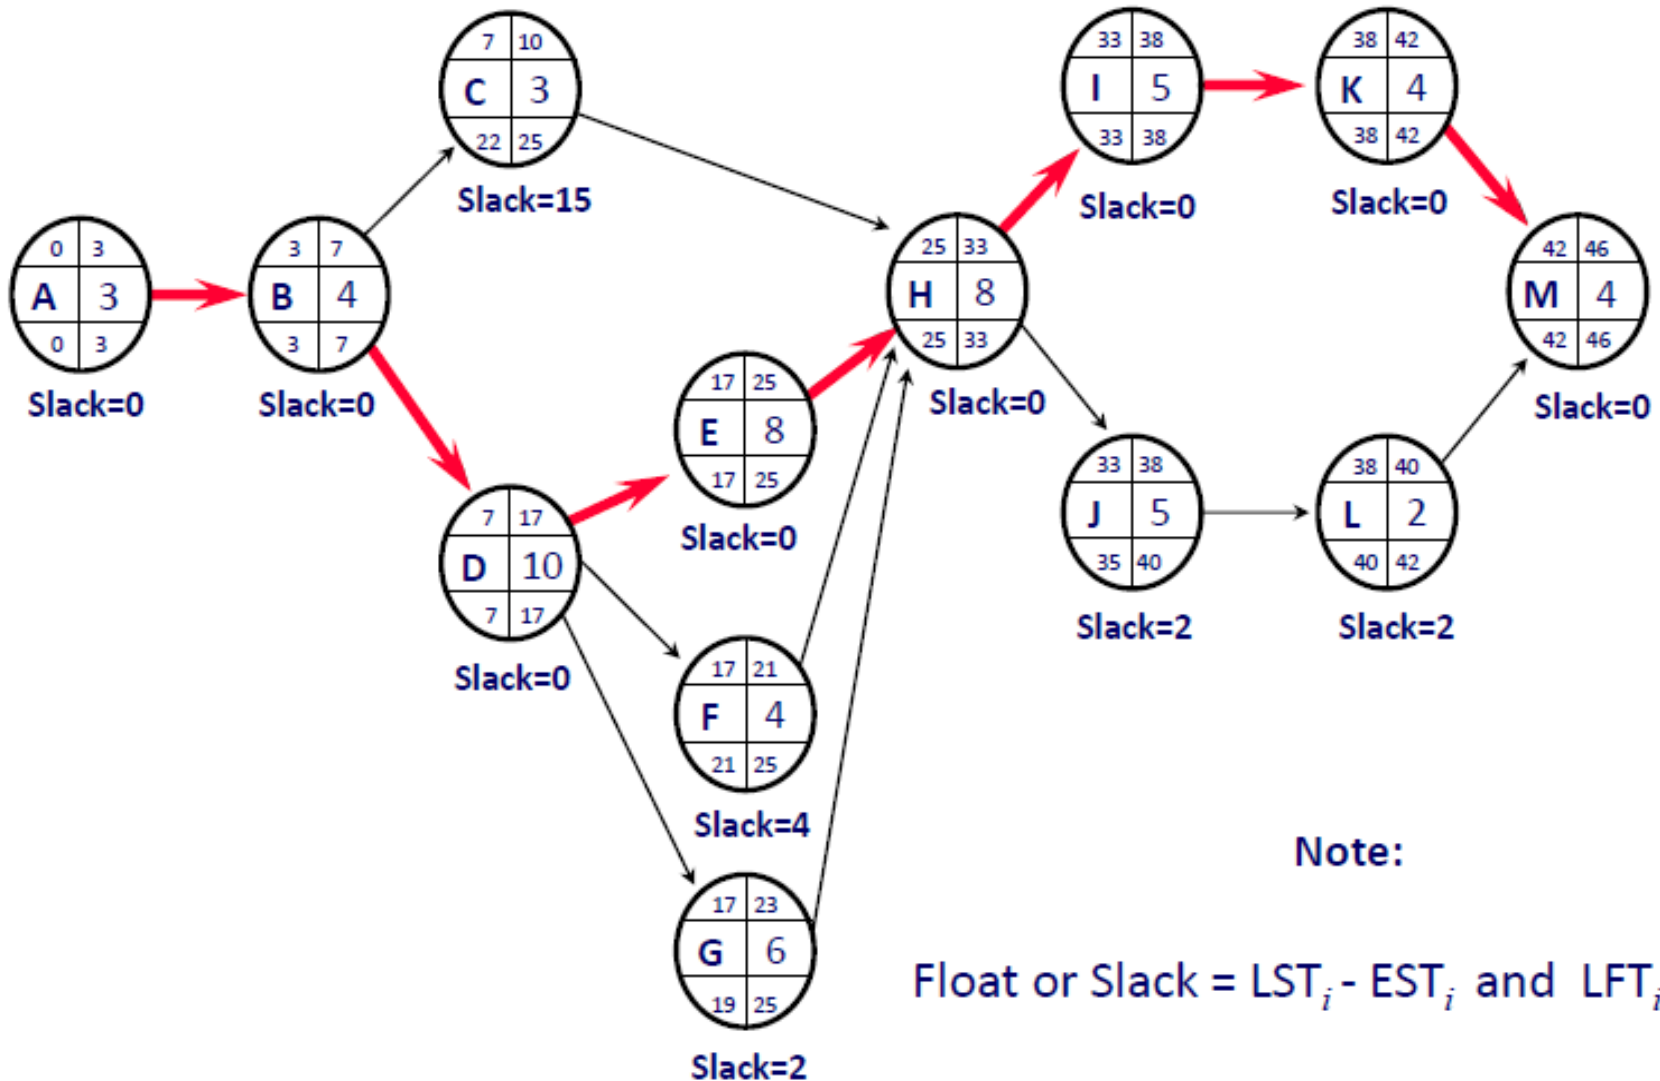 0 3
A 3
0 3
Slack=0
3 7
B 4
3 7
Slack=0
7 10
C 3
22 25
Slack=15
7 17
D 10
7 17
Slack=0
17 25
E 8
17 25
Slack=0
17 21
F 4
21 25
Slack=4
17 23
G 6
19 25
Slack=2
25 33
H 8
25 33
Slack=0
33 38
I 5
33 38
Slack=0
38 42
K 4
38 42
Slack=0
33 38
J 5
35 40
Slack=2
38 40
L 2
40 42
Slack=2
42 46
M 4
42 46
Slack=0
Note:
Float or Slack = LSTi - ESTi and LFTi